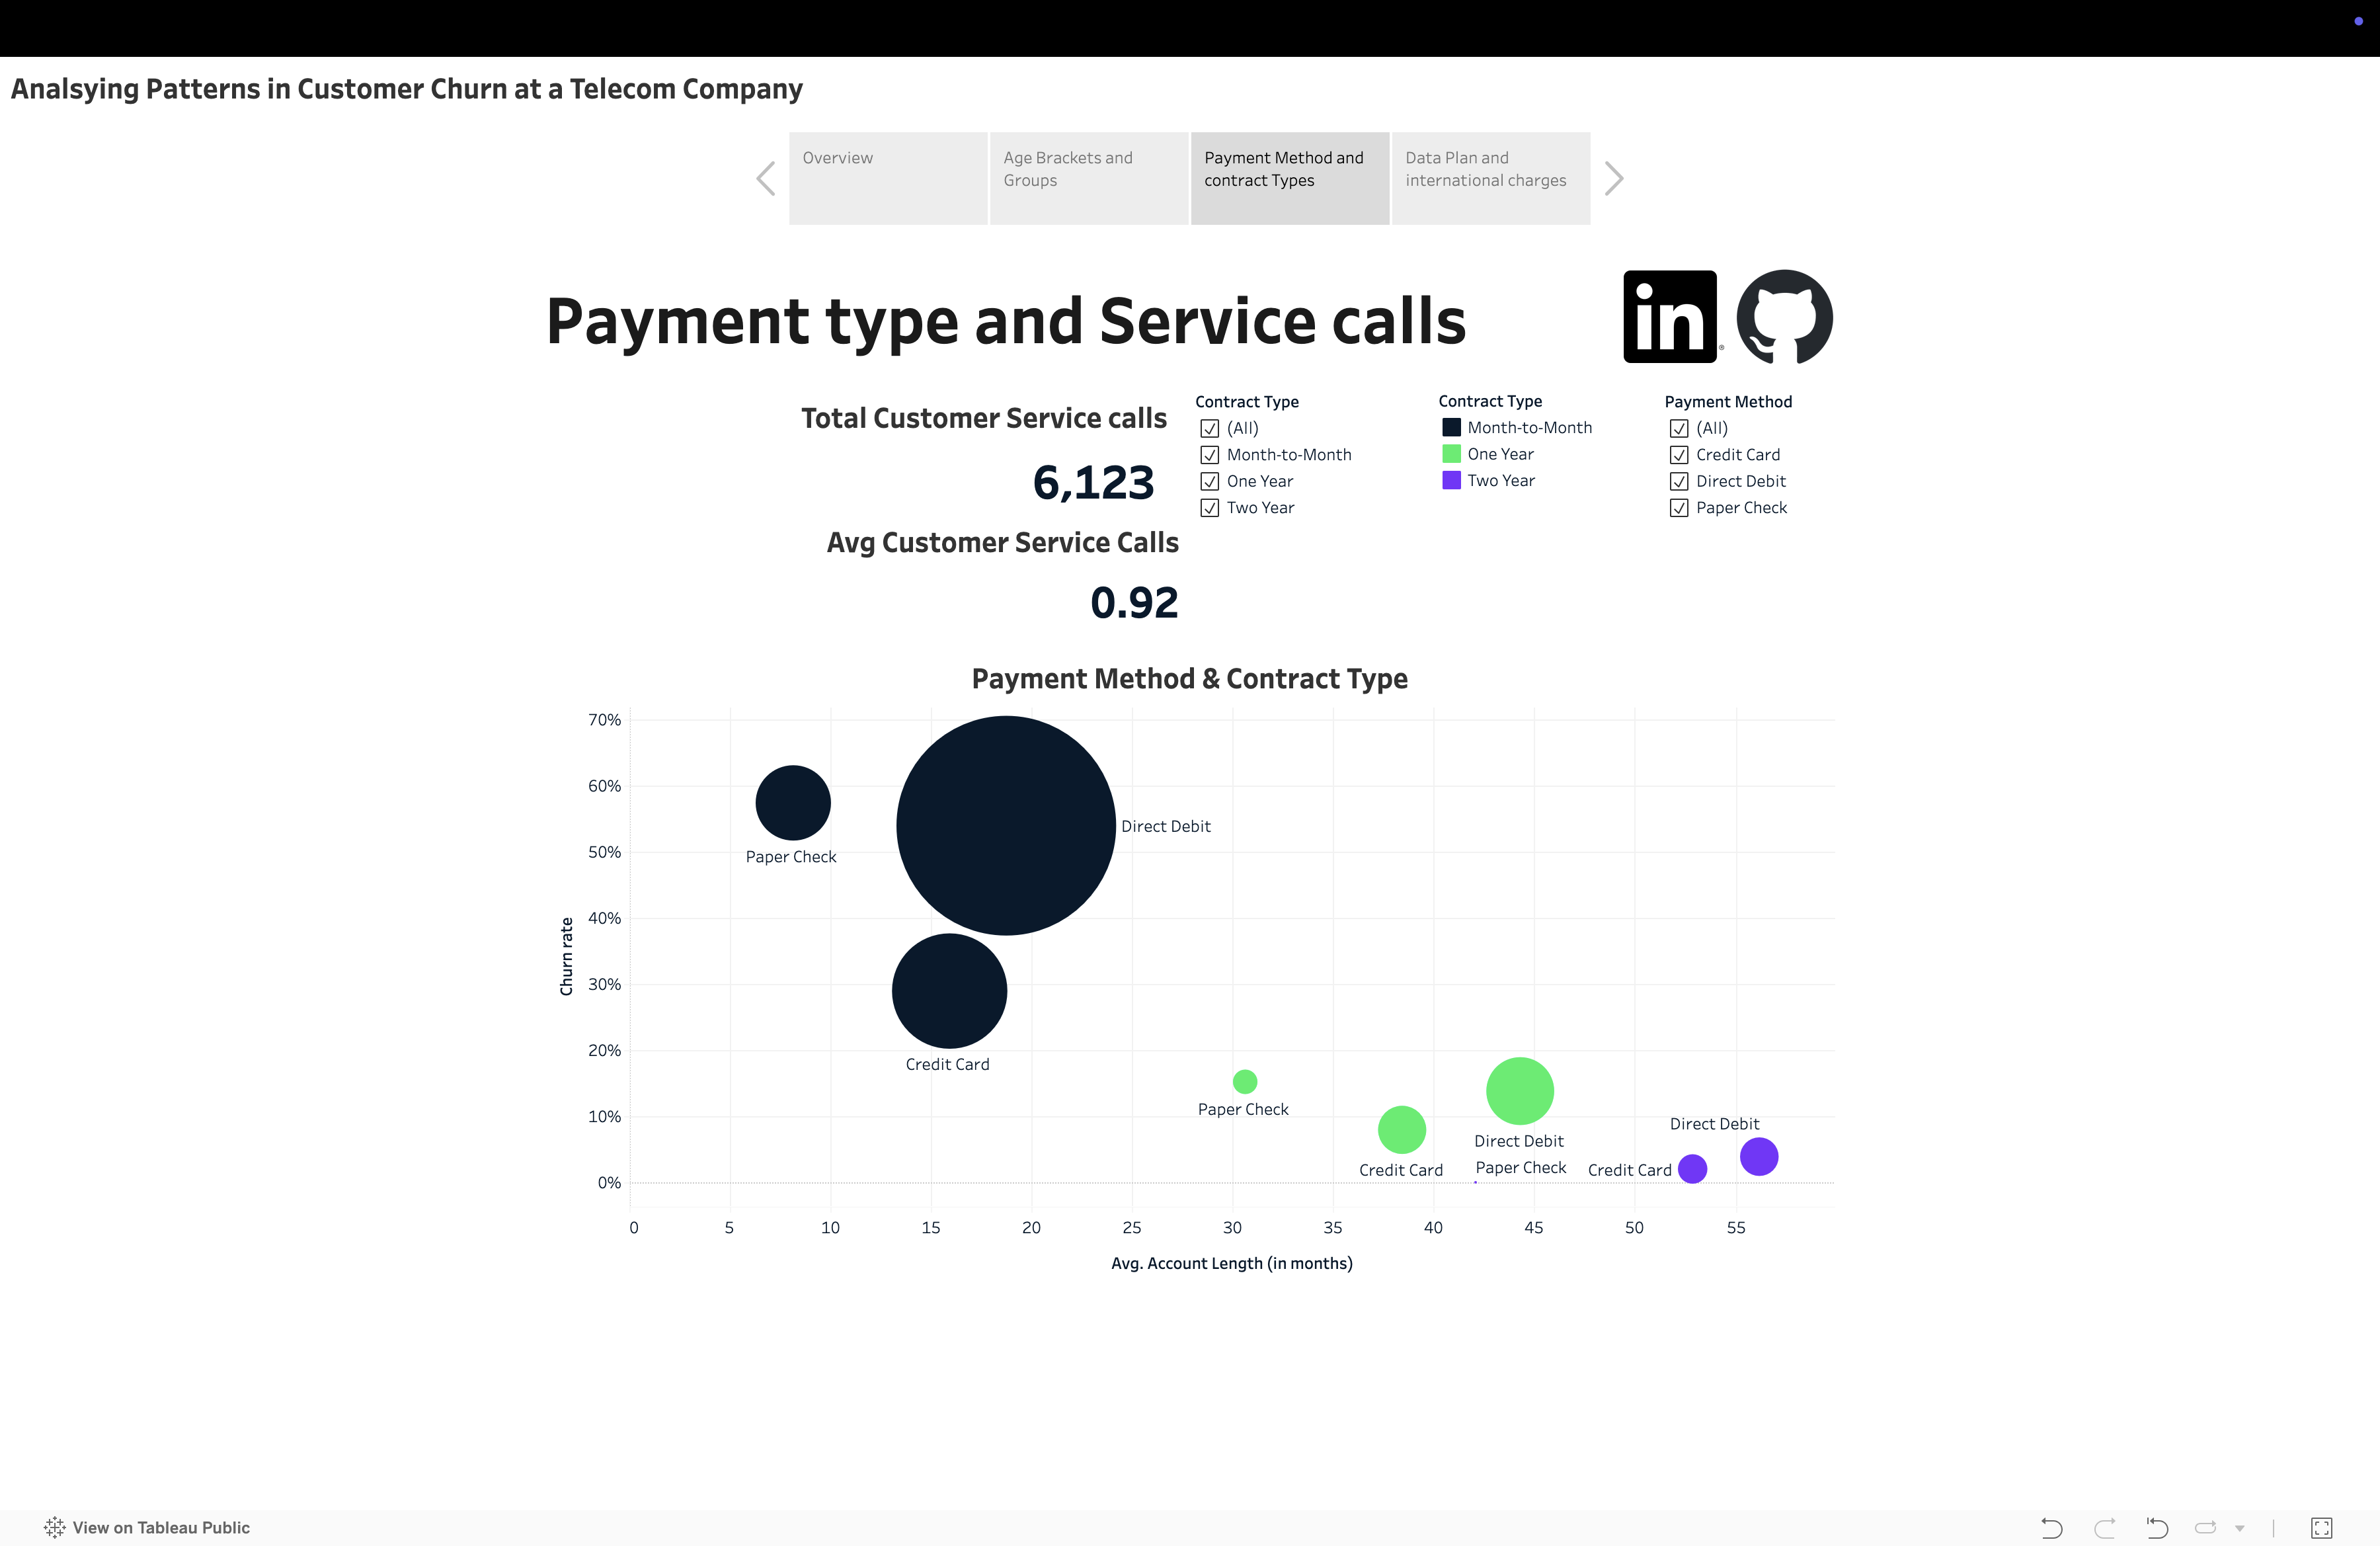 Analsying Patterns in Customer Churn at a Telecom Company
Overview
Age Brackets and
Groups
Payment Method and
contract Types
Data Plan and
international charges
Payment type and Service calls
in
®
Total Customer Service calls
6,123
Avg Customer Service Calls
0.92
Contract Type
(All)
Month-to-Month
One Year
Two Year
Contract Type
Month-to-Month
One Year
Two Year
Payment Method
(All)
Credit Card
Direct Debit
Paper Check
Payment Method & Contract Type
Churn rate
70%
60%
50%
40%
30%
20%
10%
0%
Paper Check
Direct Debit
Credit Card
Paper Check
Credit Card
Direct Debit
Paper Check
Credit Card
Direct Debit
0
5
10
15
20
25
30
35
40
45
50
55
Avg. Account Length (in months)
View on Tableau Public